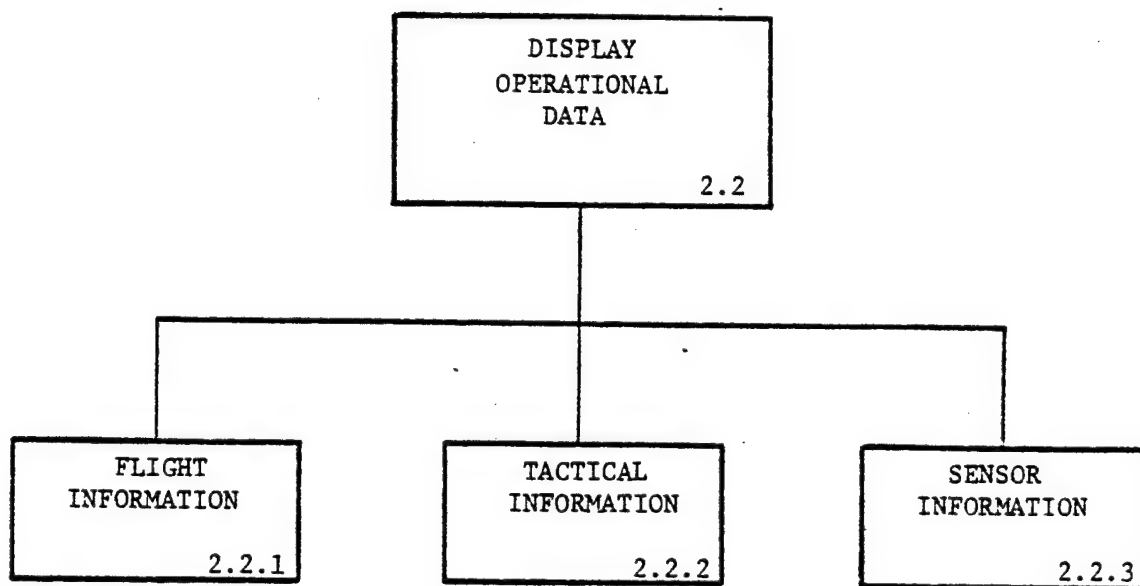 DISPLAY
OPERATIONAL
DATA
2.2
FLIGHT
INFORMATION
2.2.1
TACTICAL
INFORMATION
2.2.2
SENSOR
INFORMATION
2.2.3